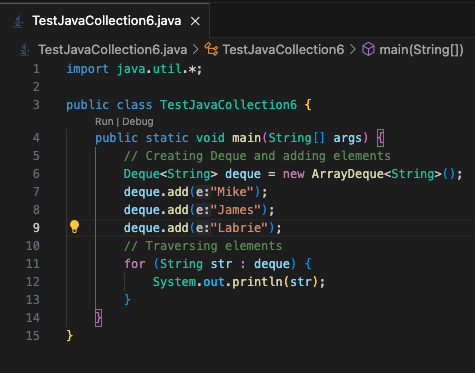 TestJavaCollection6.java ×
TestJavaCollection6.java > TestJavaCollection6 > main(String[])
1 import java.util.*;
2
3 public class TestJavaCollection6 {
Run | Debug
4 public static void main(String[] args) {
5 // Creating Deque and adding elements
6 Deque<String> deque = new ArrayDeque<String>();
7 deque.add(e:"Mike");
8 deque.add(e:"James");
9 deque.add(e:"Labrie");
10 // Traversing elements
11 for (String str : deque) {
12 System.out.println(str);
13 }
14 }
15 }